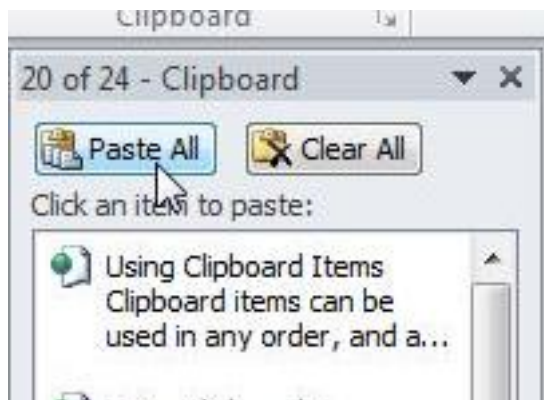 Clipboard
20 of 24 - Clipboard
Paste All Clear All
Click an item to paste:
Using Clipboard Items
Clipboard items can be
used in any order, and a...